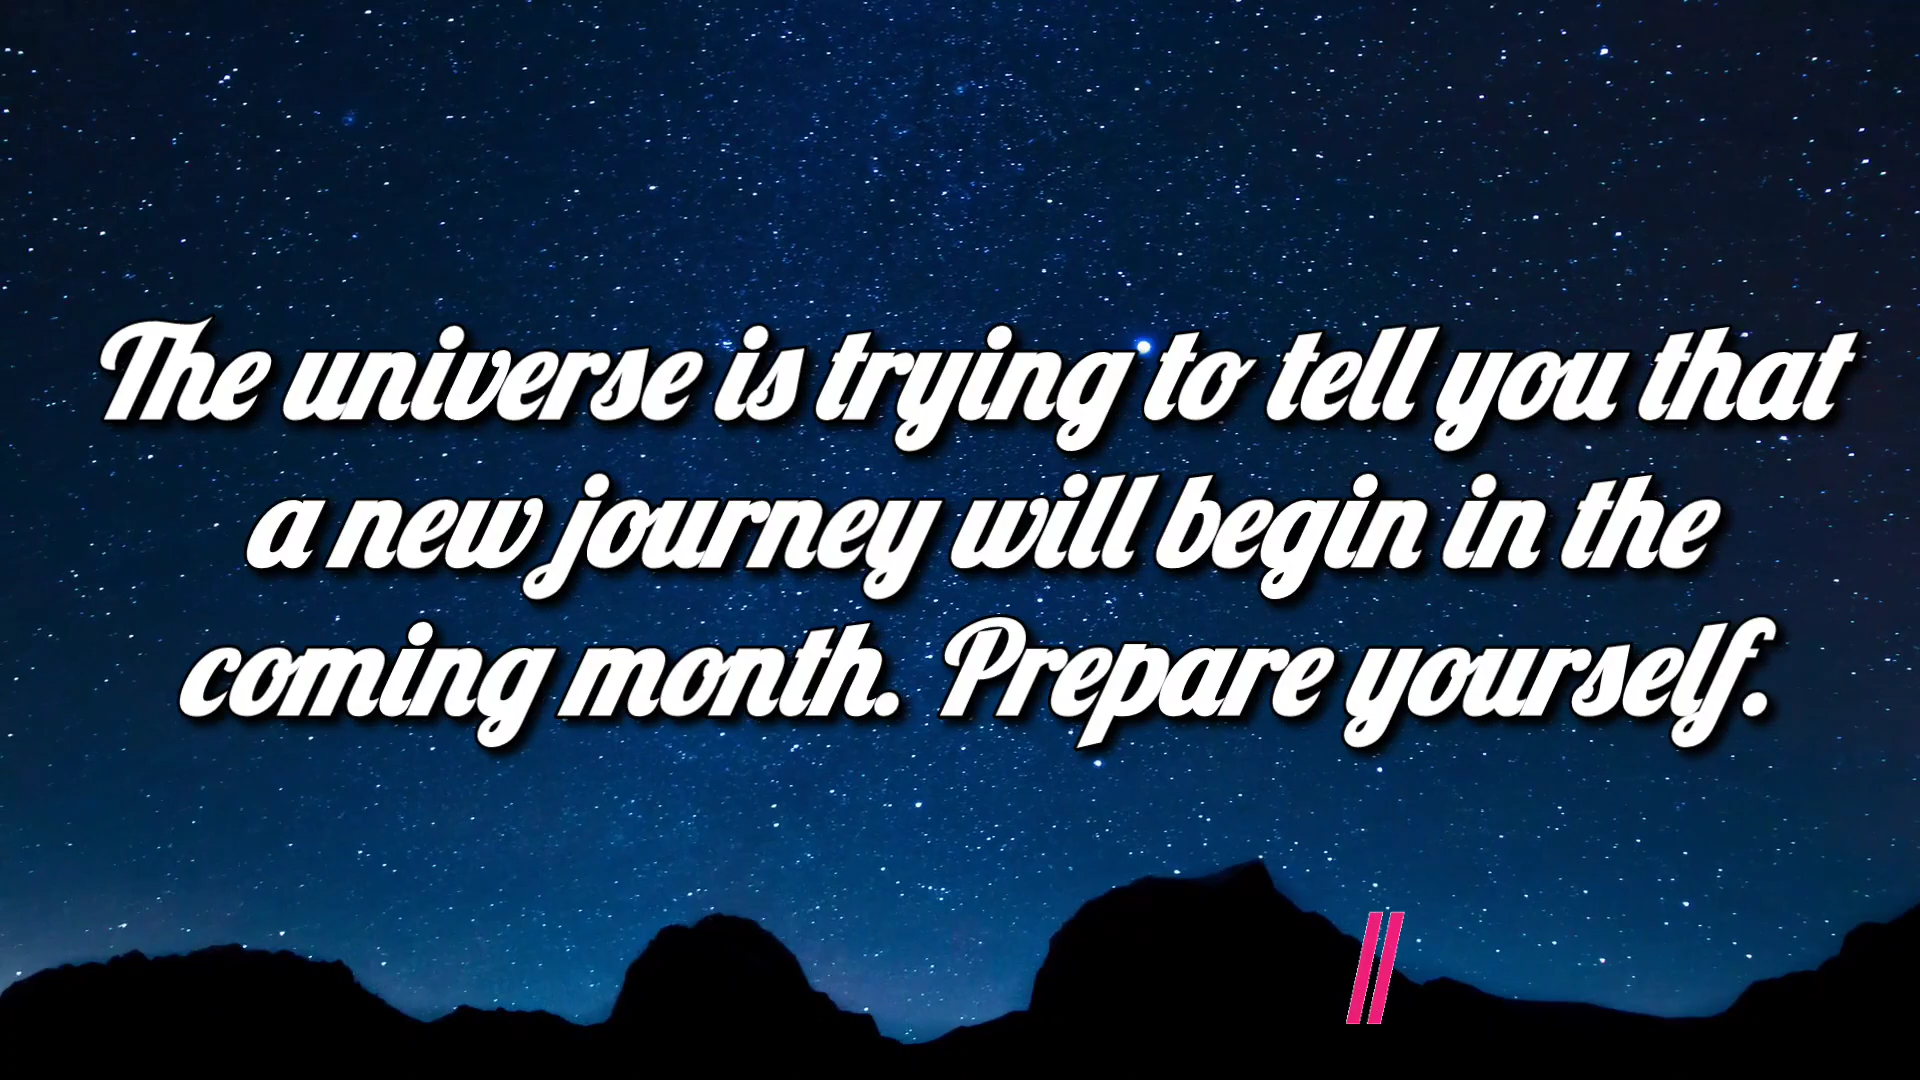 The universe is trying to tell you that
a new journey will begin in the
coming month. Prepare yourself.